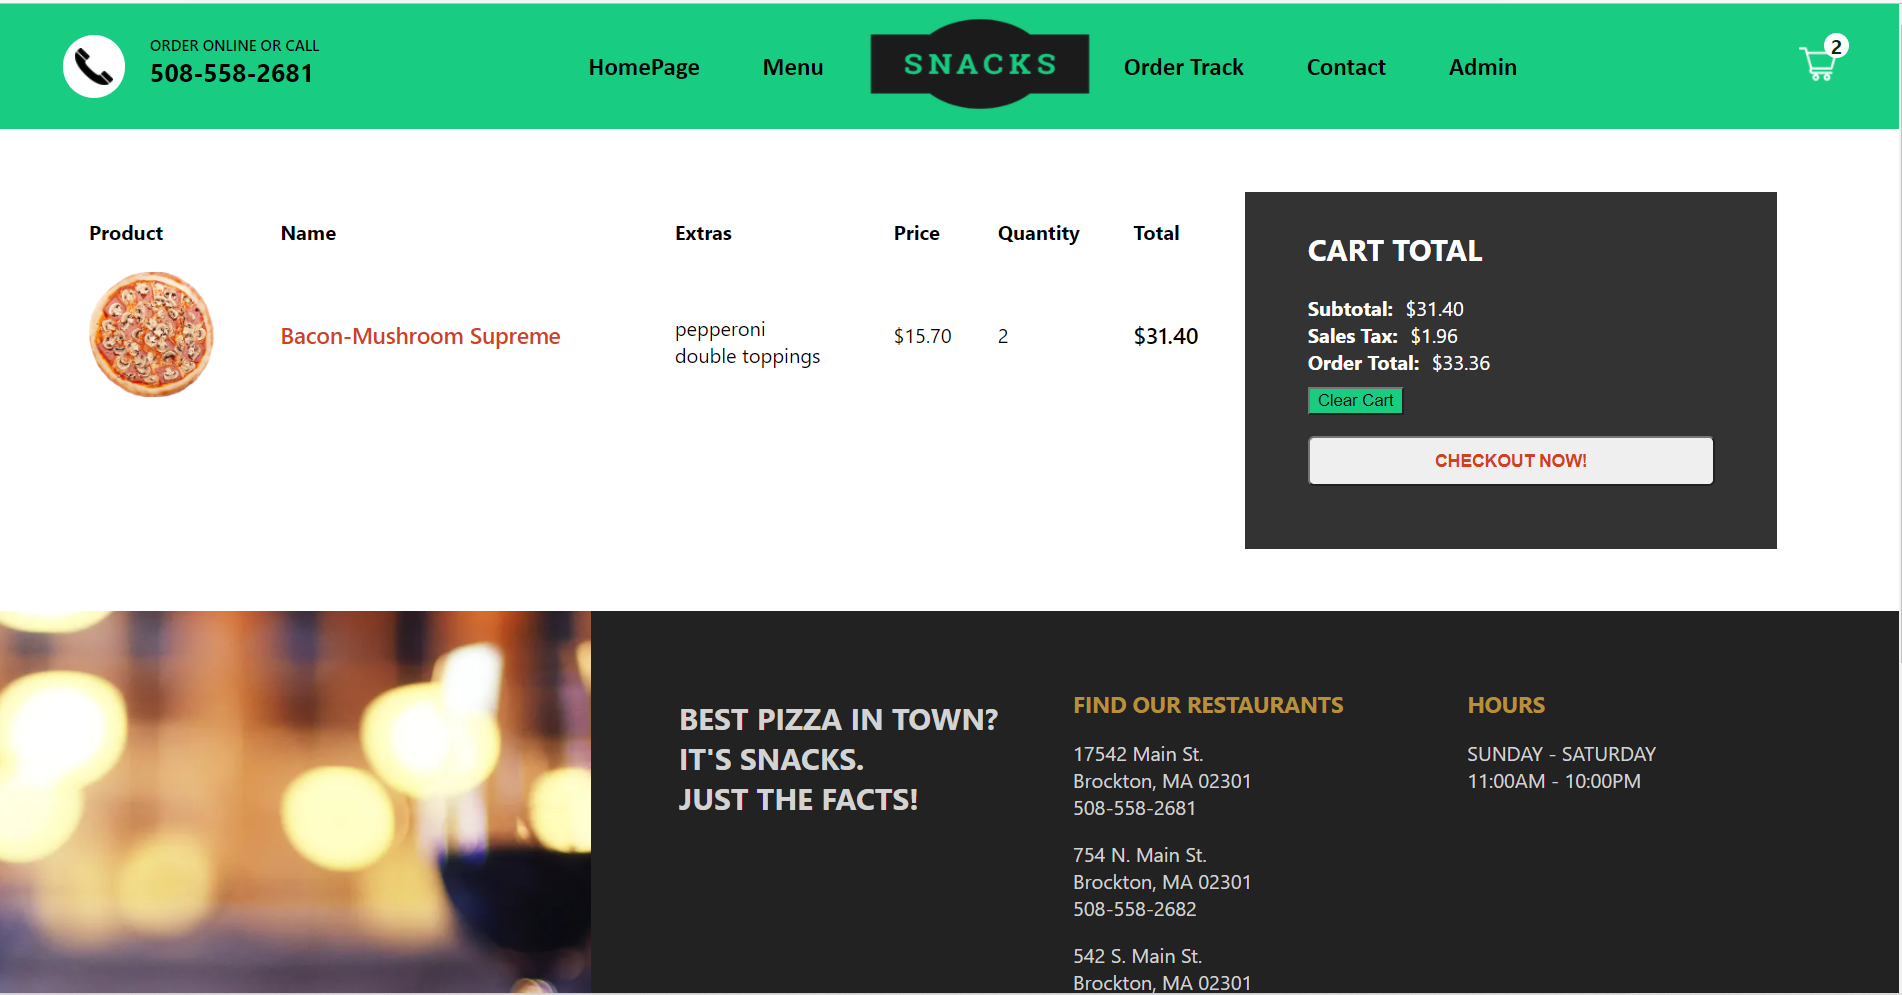 ORDER ONLINE OR CALL
508-558-2681
HomePage
Menu
SNACKS
Order Track
Contact
Admin
2
Product
Name
Extras
Price
Quantity
Total
Bacon-Mushroom Supreme
pepperoni
double toppings
$15.70
2
$31.40
CART TOTAL
Subtotal: $31.40
Sales Tax: $1.96
Order Total: $33.36
Clear Cart
CHECKOUT NOW!
BEST PIZZA IN TOWN?
IT'S SNACKS.
JUST THE FACTS!
FIND OUR RESTAURANTS
17542 Main St.
Brockton, MA 02301
508-558-2681
754 N. Main St.
Brockton, MA 02301
508-558-2682
542 S. Main St.
Brockton, MA 02301
HOURS
SUNDAY - SATURDAY
11:00AM - 10:00PM